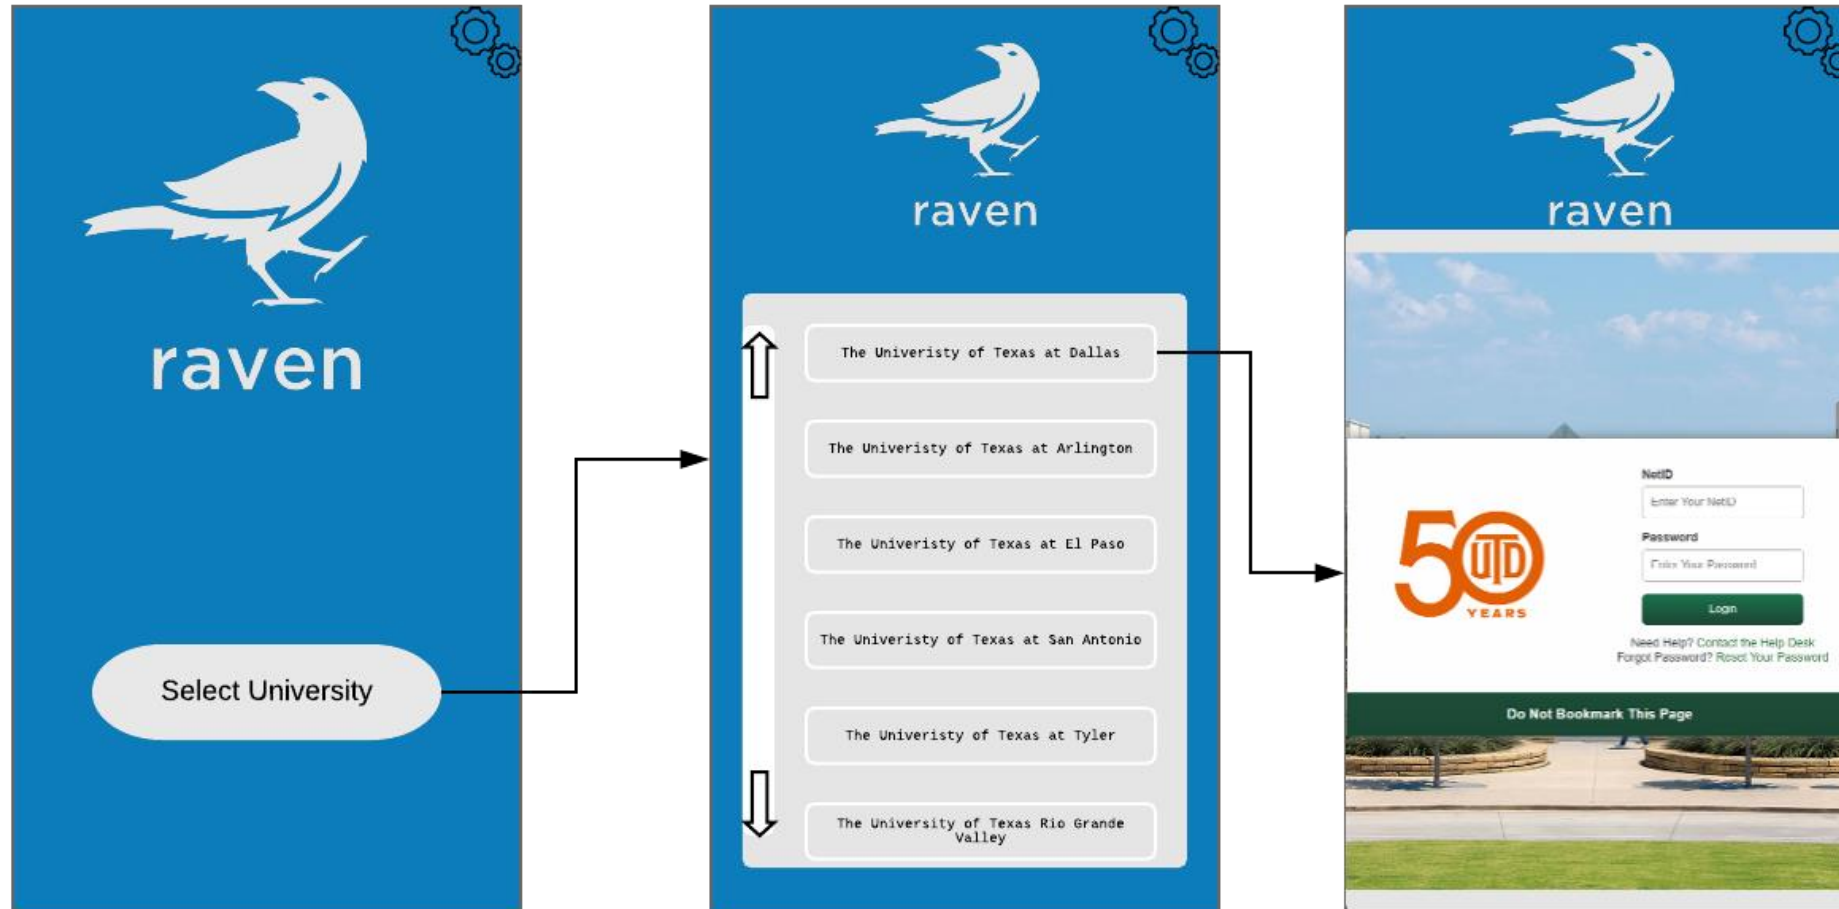 raven
Select University
raven
The Univeristy of Texas at Dallas
The Univeristy of Texas at Arlington
The Univeristy of Texas at El Paso
The Univeristy of Texas at San Antonio
The Univeristy of Texas at Tyler
The University of Texas Rio Grande
Valley
raven
50
UTD
YEARS
NetID
Enter Your NetID
Password
Enter Your Password
Login
Need Help? Contact the Help Desk
Forgot Password? Reset Your Password
Do Not Bookmark This Page